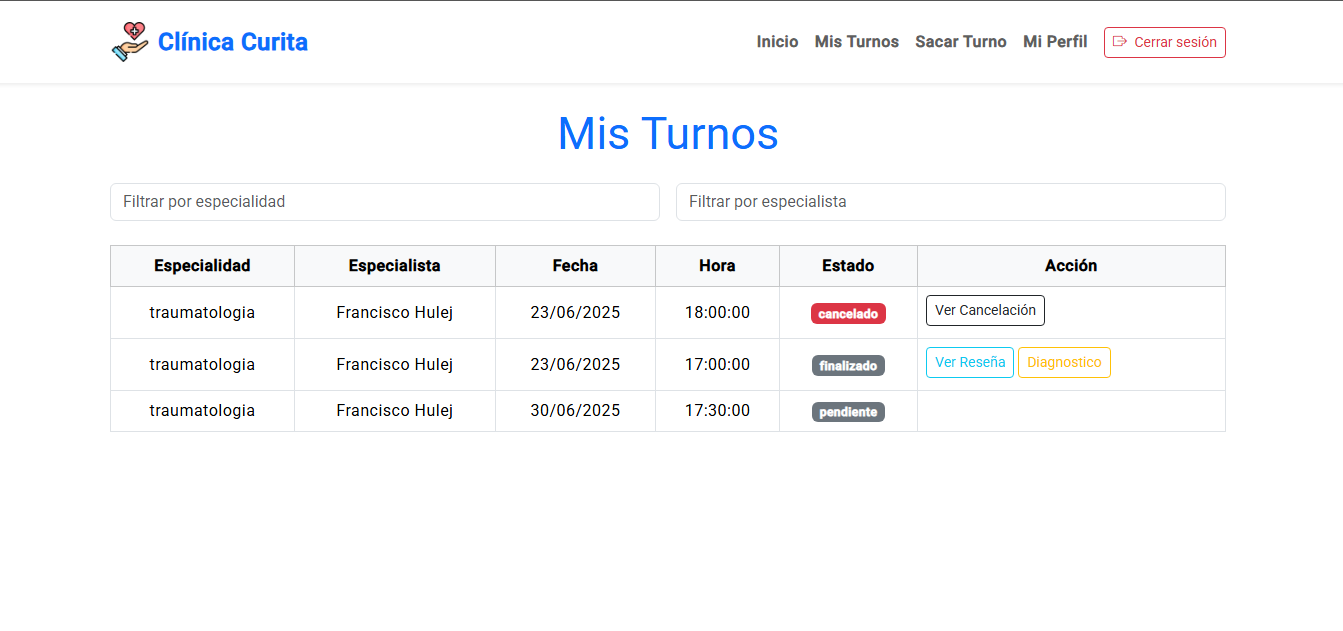 Clínica Curita
Inicio Mis Turnos Sacar Turno Mi Perfil Cerrar sesión
Mis Turnos
Filtrar por especialidad Filtrar por especialista
Especialidad Especialista Fecha Hora Estado Acción
traumatologia Francisco Hulej 23/06/2025 18:00:00 cancelado Ver Cancelación
traumatologia Francisco Hulej 23/06/2025 17:00:00 finalizado Ver Reseña Diagnostico
traumatologia Francisco Hulej 30/06/2025 17:30:00 pendiente